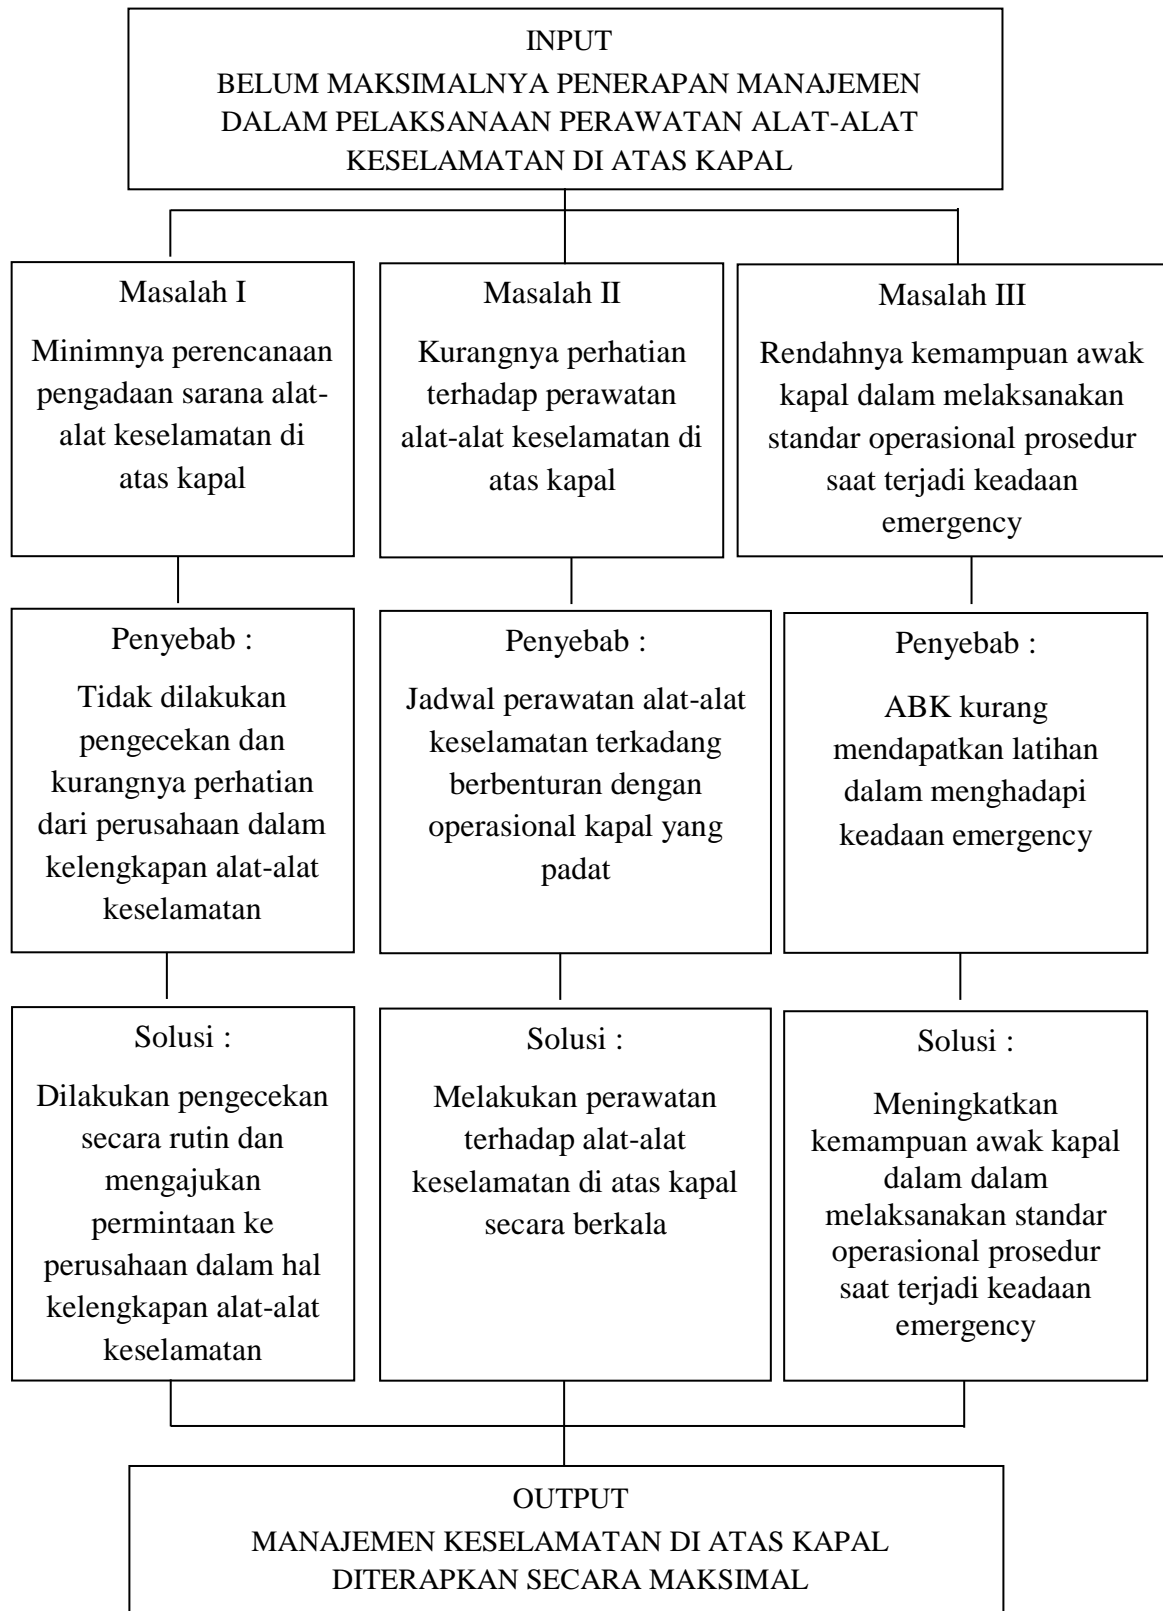 INPUT
BELUM MAKSIMALNYA PENERAPAN MANAJEMEN
DALAM PELAKSANAAN PERAWATAN ALAT-ALAT
KESELAMATAN DI ATAS KAPAL
Masalah I
Minimnya perencanaan
pengadaan sarana alat-
alat keselamatan di
atas kapal
Masalah II
Kurangnya perhatian
terhadap perawatan
alat-alat keselamatan di
atas kapal
Masalah III
Rendahnya kemampuan awak
kapal dalam melaksanakan
standar operasional prosedur
saat terjadi keadaan
emergency
Penyebab :
Tidak dilakukan
pengecekan dan
kurangnya perhatian
dari perusahaan dalam
kelengkapan alat-alat
keselamatan
Penyebab :
Jadwal perawatan alat-alat
keselamatan terkadang
berbenturan dengan
operasional kapal yang
padat
Penyebab :
ABK kurang
mendapatkan latihan
dalam menghadapi
keadaan emergency
Solusi :
Dilakukan pengecekan
secara rutin dan
mengajukan
permintaan ke
perusahaan dalam hal
kelengkapan alat-alat
keselamatan
Solusi :
Melakukan perawatan
terhadap alat-alat
keselamatan di atas kapal
secara berkala
Solusi :
Meningkatkan
kemampuan awak kapal
dalam dalam
melaksanakan standar
operasional prosedur
saat terjadi keadaan
emergency
OUTPUT
MANAJEMEN KESELAMATAN DI ATAS KAPAL
DITERAPKAN SECARA MAKSIMAL